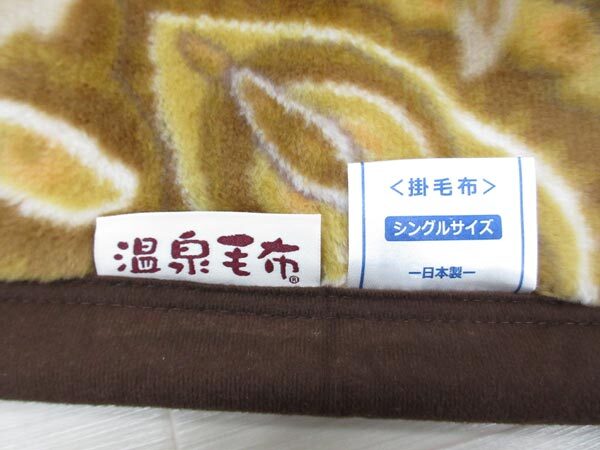 温泉毛布®
＜掛毛布＞
シングルサイズ
―日本製―